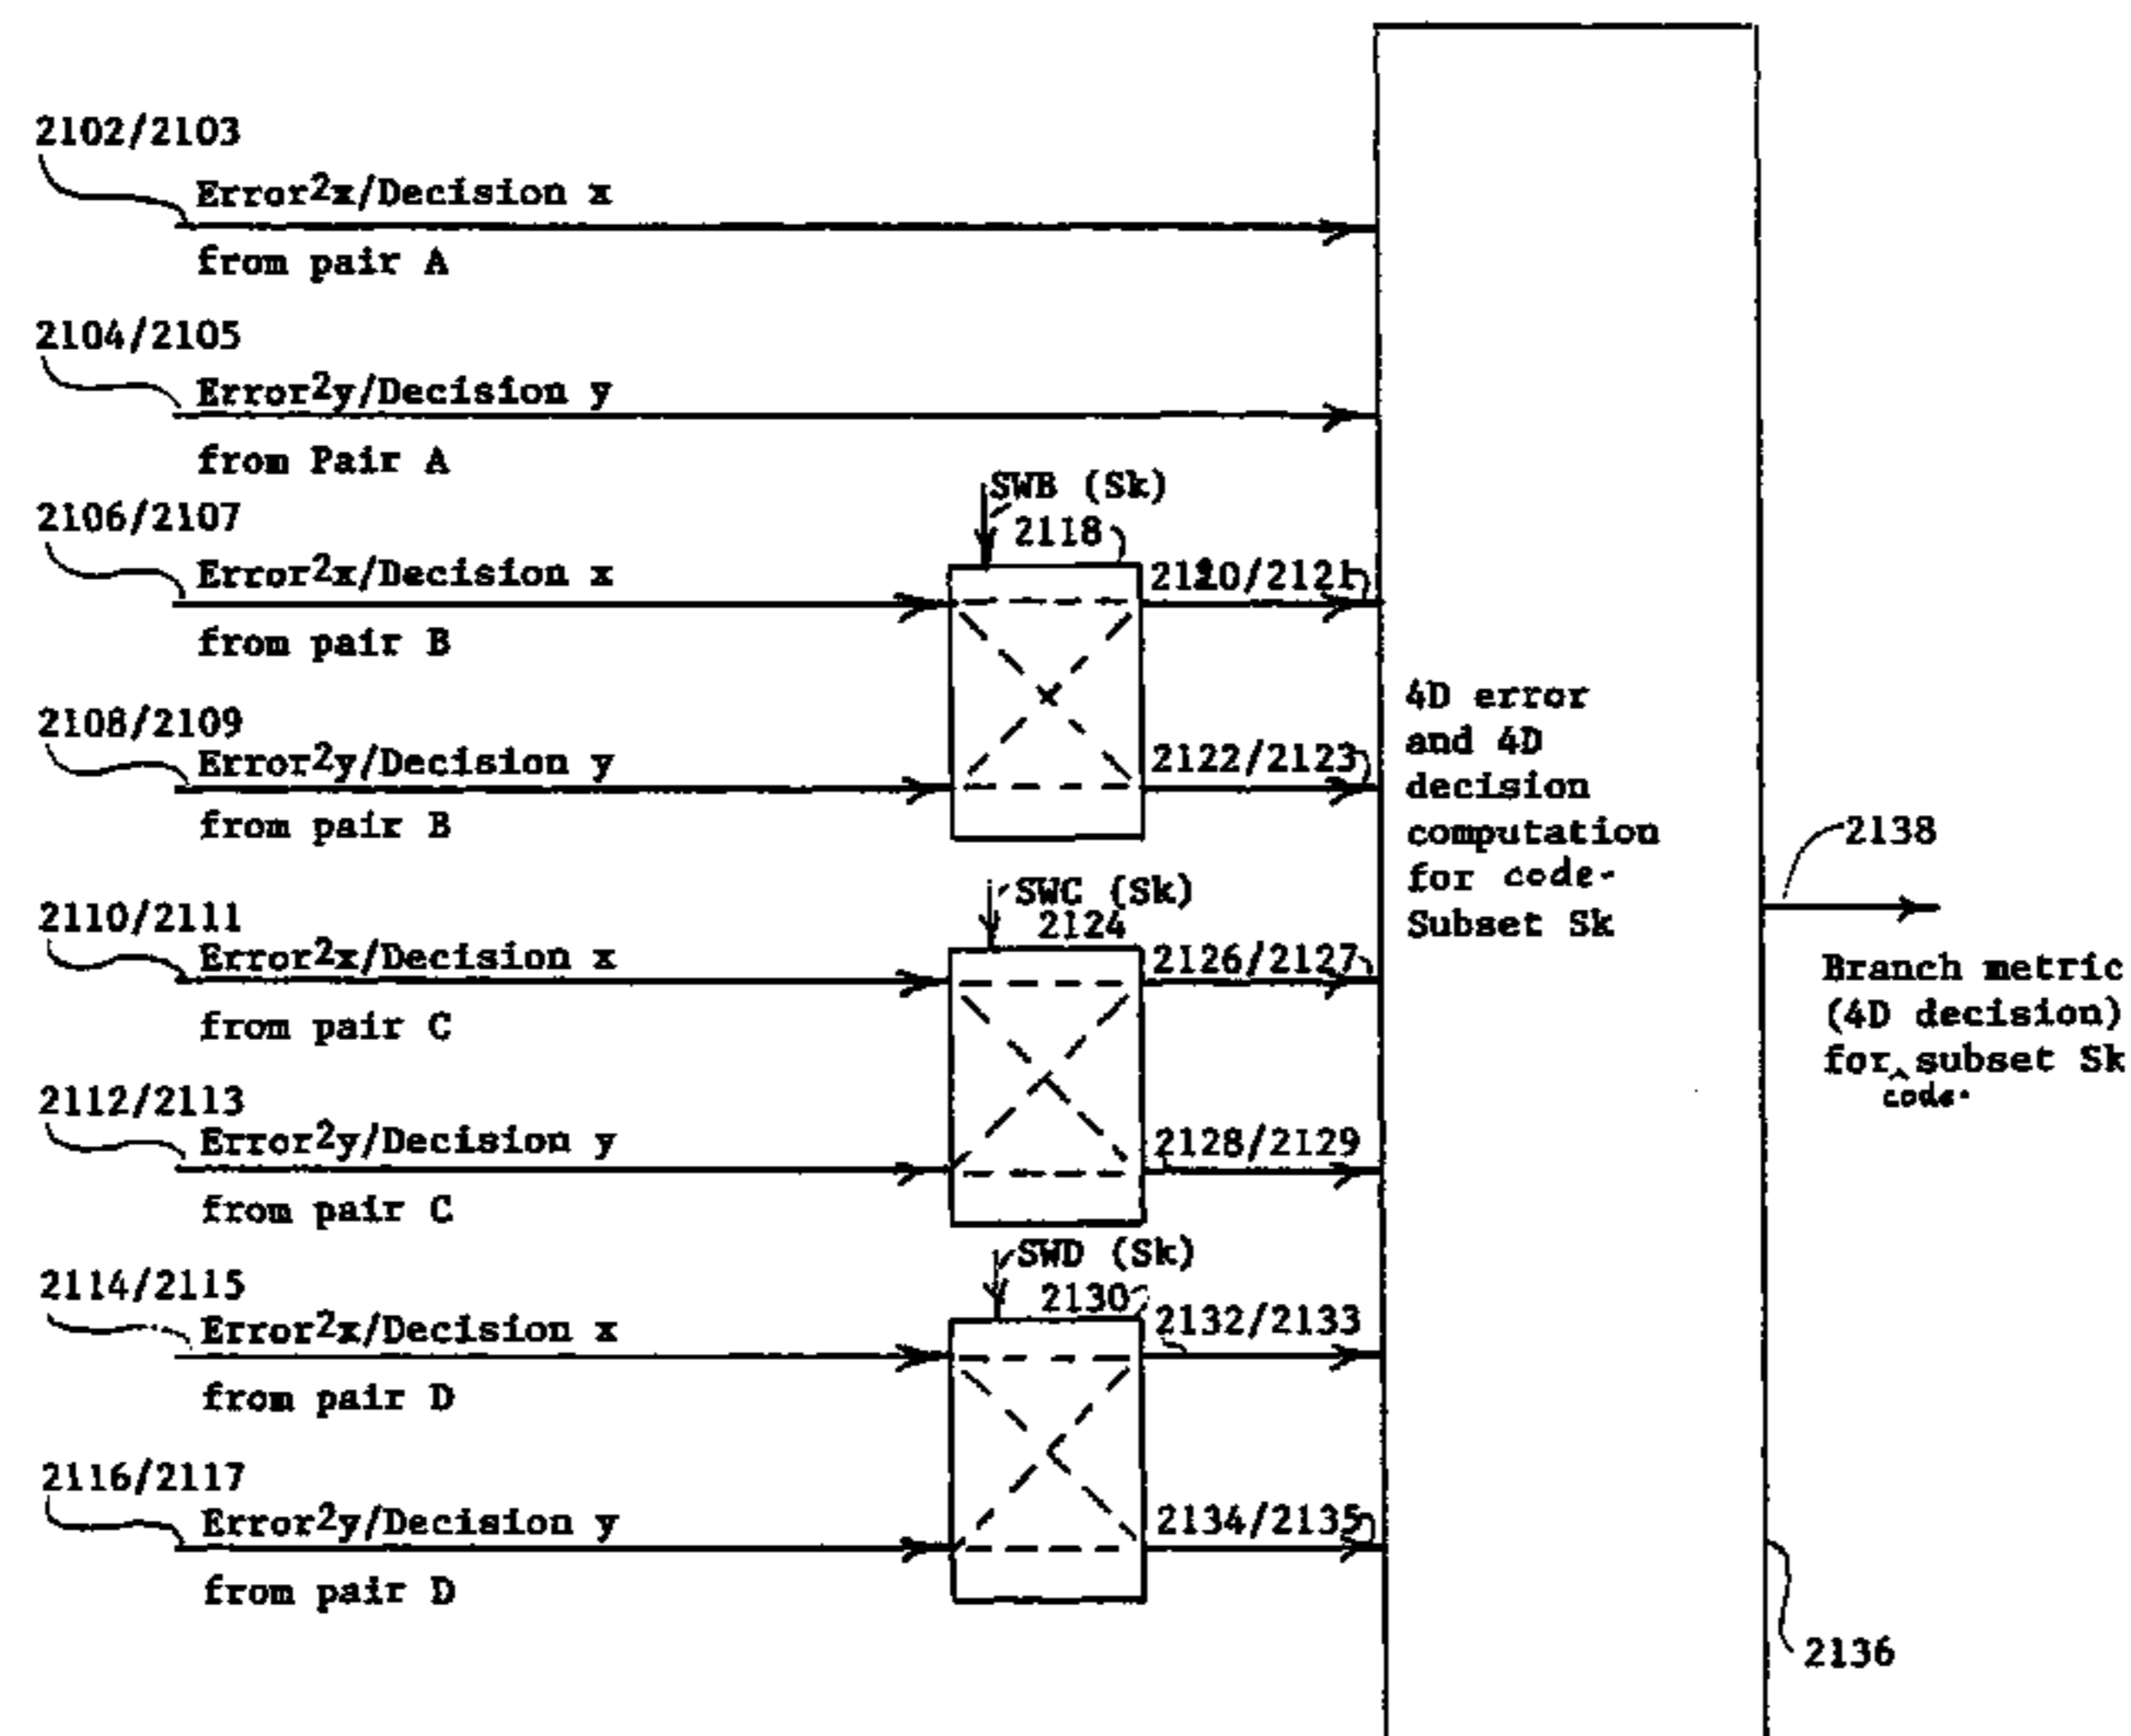 2102/2103
Error2x/Decision x
from pair A
2104/2105
Error2y/Decision y
from Pair A
SWB (Sk)
2106/2107
2118
Error2x/Decision x
2120/2121
from pair B
4D error
and 4D
decision
computation
for code-
Subset Sk
2108/2109
Error2y/Decision y
2122/2123
from pair B
2138
SWC (Sk)
2110/2111
2124
Error2x/Decision x
2126/2127
from pair C
Branch metric
(4D decision)
for subset Sk
code-
2112/2113
Error2y/Decision y
2128/2129
from pair C
SWD (Sk)
2114/2115
2130
Error2x/Decision x
2132/2133
from pair D
2116/2117
Error2y/Decision y
2134/2135
from pair D
2136